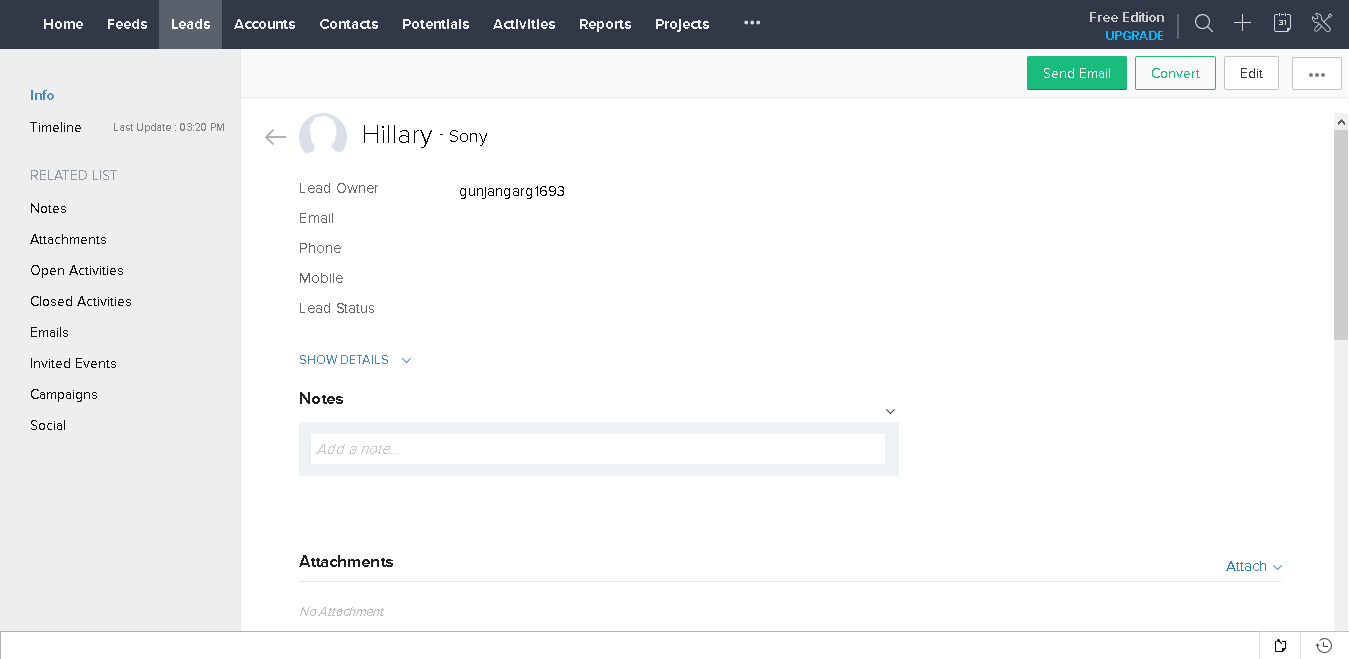 Home Feeds Leads Accounts Contacts Potentials Activities Reports Projects
Free Edition
UPGRADE
31
Send Email Convert Edit
Info
Timeline Last Update : 03:20 PM
RELATED LIST
Notes
Attachments
Open Activities
Closed Activities
Emails
Invited Events
Campaigns
Social
Hillary - Sony
Lead Owner gunjangarg1693
Email
Phone
Mobile
Lead Status
SHOW DETAILS
Notes
Add a note...
Attachments
Attach
No Attachment